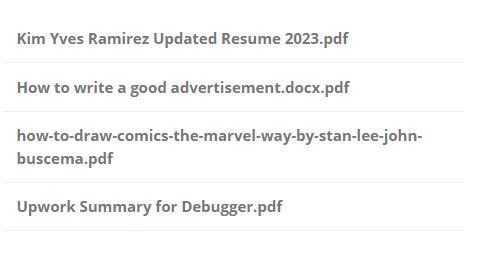 Kim Yves Ramirez Updated Resume 2023.pdf
How to write a good advertisement.docx.pdf
how-to-draw-comics-the-marvel-way-by-stan-lee-john-
buscema.pdf
Upwork Summary for Debugger.pdf